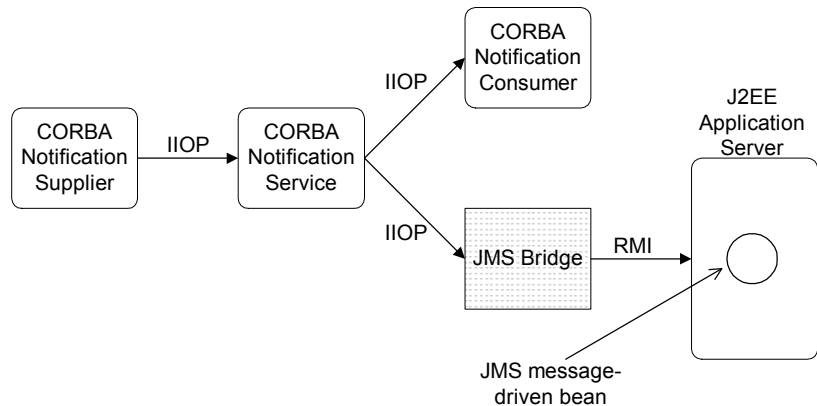 CORBA
Notification
Supplier
IIOP
CORBA
Notification
Service
IIOP
CORBA
Notification
Consumer
IIOP
JMS Bridge
RMI
J2EE
Application
Server
JMS message-
driven bean